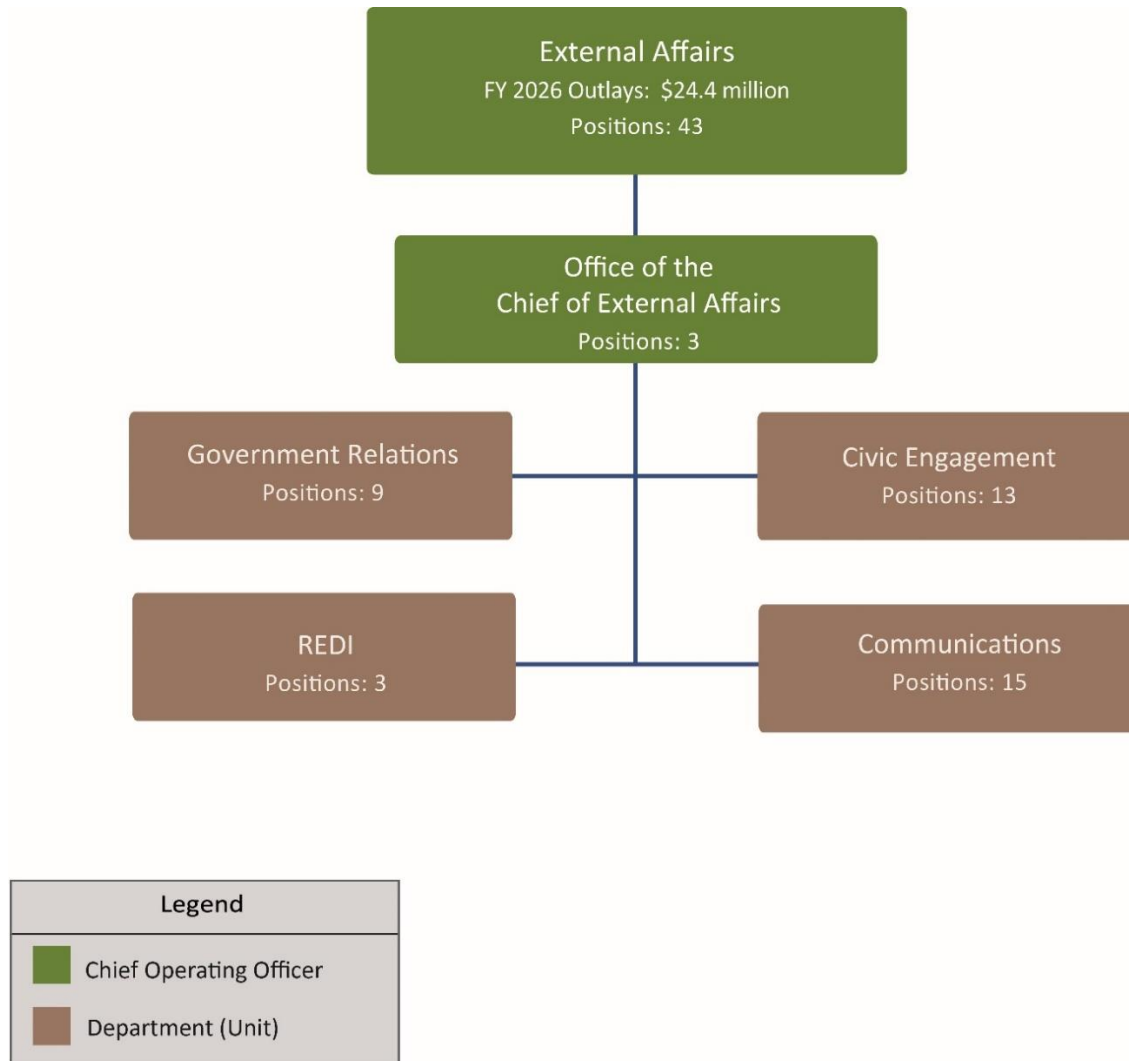 External Affairs
FY 2026 Outlays: $24.4 million
Positions: 43
Office of the
Chief of External Affairs
Positions: 3
Government Relations
Positions: 9
Civic Engagement
Positions: 13
REDI
Positions: 3
Communications
Positions: 15
Legend
Chief Operating Officer
Department (Unit)